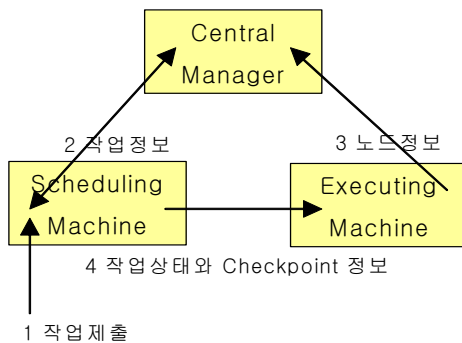 Central
Manager
2 작업정보
3 노드정보
Scheduling
Machine
Executing
Machine
4 작업상태와 Checkpoint 정보
1 작업제출